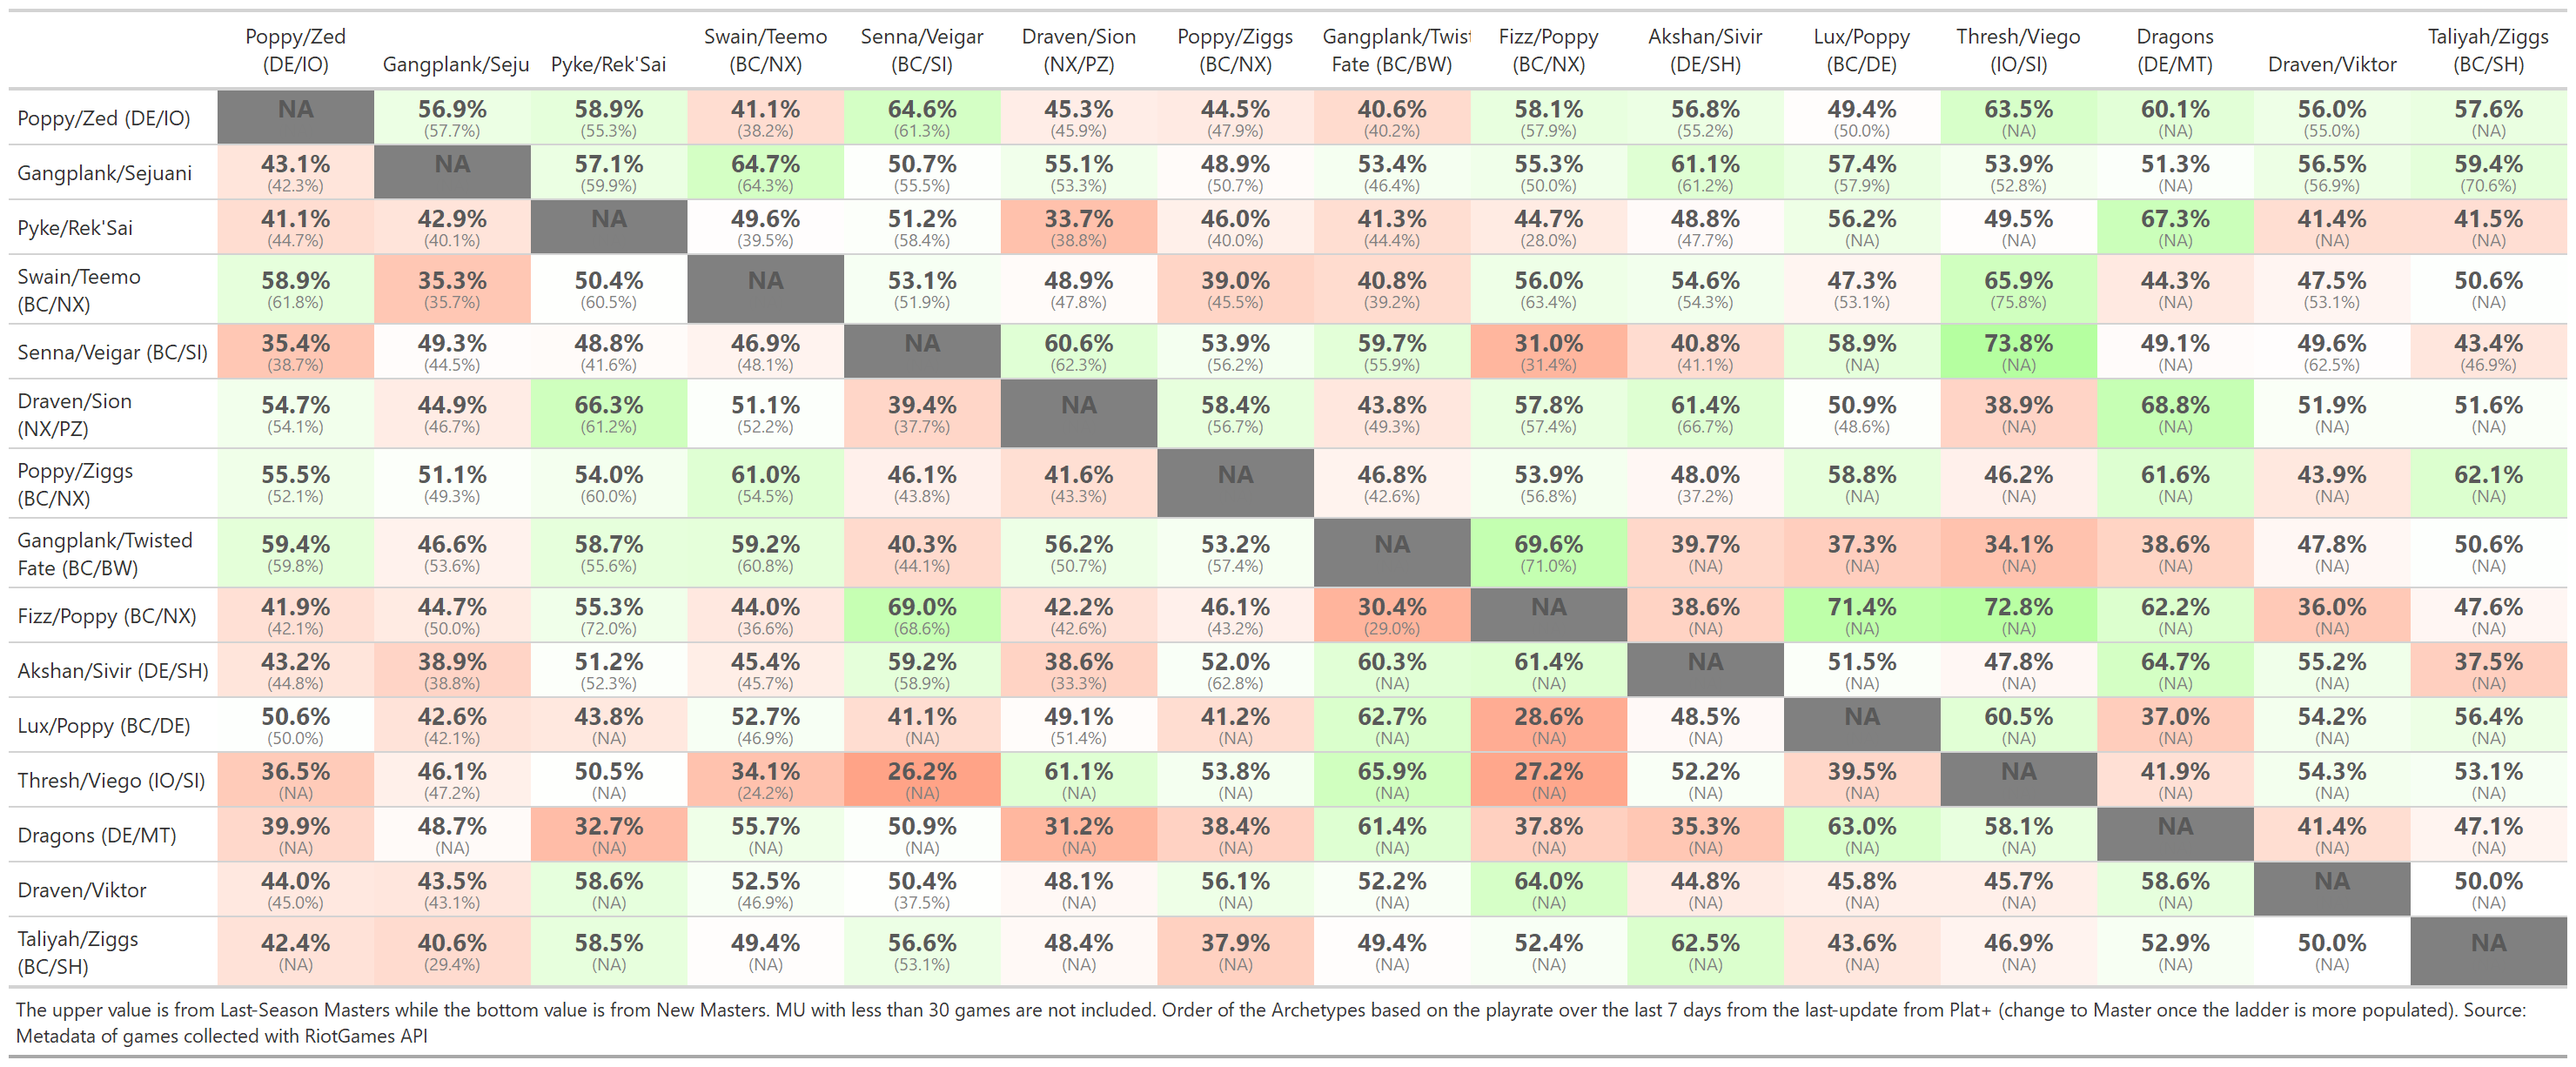 Poppy/Zed Swain/Teemo Senna/Veigar Draven/Sion Poppy/Ziggs Gangplank/Twist Fizz/Poppy Akshan/Sivir Lux/Poppy Thresh/Viego Dragons Taliyah/Ziggs
(DE/IO) Gangplank/Seju Pyke/Rek'Sai (BC/NX) (BC/SI) (NX/PZ) (BC/NX) Fate (BC/BW) (BC/NX) (DE/SH) (BC/DE) (IO/SI) (DE/MT) Draven/Viktor (BC/SH)
Poppy/Zed (DE/IO) NA 56.9% 58.9% 41.1% 64.6% 45.3% 44.5% 40.6% 58.1% 56.8% 49.4% 63.5% 60.1% 56.0% 57.6%
(57.7%) (55.3%) (38.2%) (61.3%) (45.9%) (47.9%) (40.2%) (57.9%) (55.2%) (50.0%) (NA) (NA) (55.0%) (NA)
Gangplank/Sejuani 43.1% NA 57.1% 64.7% 50.7% 55.1% 48.9% 53.4% 55.3% 61.1% 57.4% 53.9% 51.3% 56.5% 59.4%
(42.3%) (59.9%) (64.3%) (55.5%) (53.3%) (50.7%) (46.4%) (50.0%) (61.2%) (57.9%) (52.8%) (NA) (56.9%) (70.6%)
Pyke/Rek'Sai 41.1% 42.9% NA 49.6% 51.2% 33.7% 46.0% 41.3% 44.7% 48.8% 56.2% 49.5% 67.3% 41.4% 41.5%
(44.7%) (40.1%) (39.5%) (58.4%) (38.8%) (40.0%) (44.4%) (28.0%) (47.7%) (NA) (NA) (NA) (NA) (NA)
Swain/Teemo 58.9% 35.3% 50.4% NA 53.1% 48.9% 39.0% 40.8% 56.0% 54.6% 47.3% 65.9% 44.3% 47.5% 50.6%
(BC/NX) (61.8%) (35.7%) (60.5%) (51.9%) (47.8%) (45.5%) (39.2%) (63.4%) (54.3%) (53.1%) (75.8%) (NA) (53.1%) (NA)
Senna/Veigar (BC/SI) 35.4% 49.3% 48.8% 46.9% NA 60.6% 53.9% 59.7% 31.0% 40.8% 58.9% 73.8% 49.1% 49.6% 43.4%
(38.7%) (44.5%) (41.6%) (48.1%) (62.3%) (56.2%) (55.9%) (31.4%) (41.1%) (NA) (NA) (NA) (62.5%) (46.9%)
Draven/Sion 54.7% 44.9% 66.3% 51.1% 39.4% NA 58.4% 43.8% 57.8% 61.4% 50.9% 38.9% 68.8% 51.9% 51.6%
(NX/PZ) (54.1%) (46.7%) (61.2%) (52.2%) (37.7%) (56.7%) (49.3%) (57.4%) (66.7%) (48.6%) (NA) (NA) (NA) (NA)
Poppy/Ziggs 55.5% 51.1% 54.0% 61.0% 46.1% 41.6% NA 46.8% 53.9% 48.0% 58.8% 46.2% 61.6% 43.9% 62.1%
(BC/NX) (52.1%) (49.3%) (60.0%) (54.5%) (43.8%) (43.3%) (42.6%) (56.8%) (37.2%) (NA) (NA) (NA) (NA) (NA)
Gangplank/Twisted 59.4% 46.6% 58.7% 59.2% 40.3% 56.2% 53.2% NA 69.6% 39.7% 37.3% 34.1% 38.6% 47.8% 50.6%
Fate (BC/BW) (59.8%) (53.6%) (55.6%) (60.8%) (44.1%) (50.7%) (57.4%) (71.0%) (NA) (NA) (NA) (NA) (NA) (NA)
Fizz/Poppy (BC/NX) 41.9% 44.7% 55.3% 44.0% 69.0% 42.2% 46.1% 30.4% NA 38.6% 71.4% 72.8% 62.2% 36.0% 47.6%
(42.1%) (50.0%) (72.0%) (36.6%) (68.6%) (42.6%) (43.2%) (29.0%) (NA) (NA) (NA) (NA) (NA) (NA)
Akshan/Sivir (DE/SH) 43.2% 38.9% 51.2% 45.4% 59.2% 38.6% 52.0% 60.3% 61.4% NA 51.5% 47.8% 64.7% 55.2% 37.5%
(44.8%) (38.8%) (52.3%) (45.7%) (58.9%) (33.3%) (62.8%) (NA) (NA) (NA) (NA) (NA) (NA) (NA)
Lux/Poppy (BC/DE) 50.6% 42.6% 43.8% 52.7% 41.1% 49.1% 41.2% 62.7% 28.6% 48.5% NA 60.5% 37.0% 54.2% 56.4%
(50.0%) (42.1%) (NA) (46.9%) (NA) (51.4%) (NA) (NA) (NA) (NA) (NA) (NA) (NA) (NA)
Thresh/Viego (IO/SI) 36.5% 46.1% 50.5% 34.1% 26.2% 61.1% 53.8% 65.9% 27.2% 52.2% 39.5% NA 41.9% 54.3% 53.1%
(NA) (47.2%) (NA) (24.2%) (NA) (NA) (NA) (NA) (NA) (NA) (NA) (NA) (NA) (NA)
Dragons (DE/MT) 39.9% 48.7% 32.7% 55.7% 50.9% 31.2% 38.4% 61.4% 37.8% 35.3% 63.0% 58.1% NA 41.4% 47.1%
(NA) (NA) (NA) (NA) (NA) (NA) (NA) (NA) (NA) (NA) (NA) (NA) (NA) (NA)
Draven/Viktor 44.0% 43.5% 58.6% 52.5% 50.4% 48.1% 56.1% 52.2% 64.0% 44.8% 45.8% 45.7% 58.6% NA 50.0%
(45.0%) (43.1%) (NA) (46.9%) (37.5%) (NA) (NA) (NA) (NA) (NA) (NA) (NA) (NA) (NA)
Taliyah/Ziggs 42.4% 40.6% 58.5% 49.4% 56.6% 48.4% 37.9% 49.4% 52.4% 62.5% 43.6% 46.9% 52.9% 50.0% NA
(BC/SH) (NA) (29.4%) (NA) (NA) (53.1%) (NA) (NA) (NA) (NA) (NA) (NA) (NA) (NA) (NA)
The upper value is from Last-Season Masters while the bottom value is from New Masters. MU with less than 30 games are not included. Order of the Archetypes based on the playrate over the last 7 days from the last-update from Plat+ (change to Master once the ladder is more populated). Source:
Metadata of games collected with RiotGames API